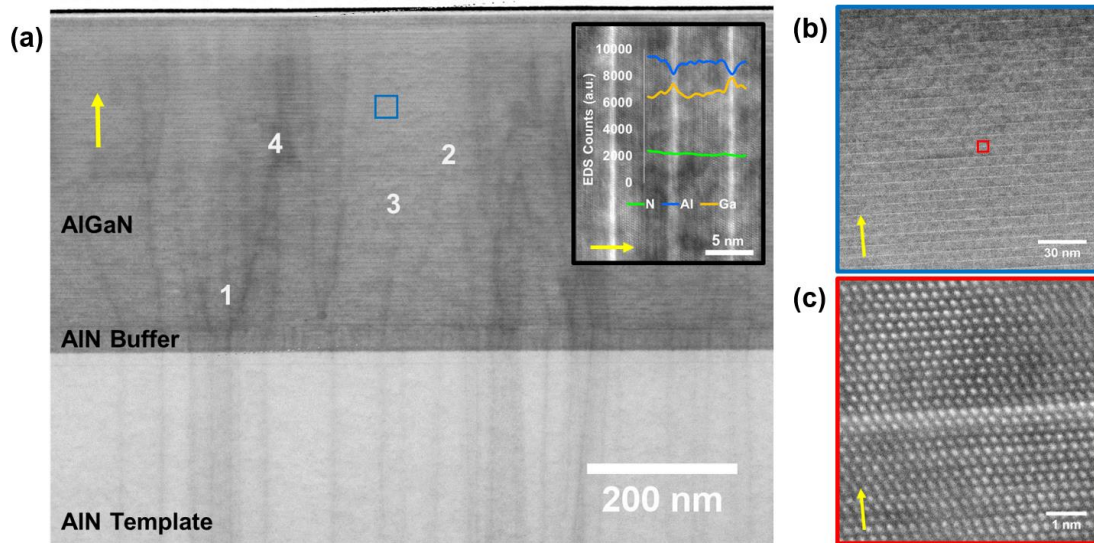 (a)
AlGaN
AlN Buffer
AlN Template
1
2
3
4
200 nm
EDS Counts (a.u.)
10000
8000
6000
4000
2000
0
N Al Ga
5 nm
(b)
30 nm
(c)
1 nm